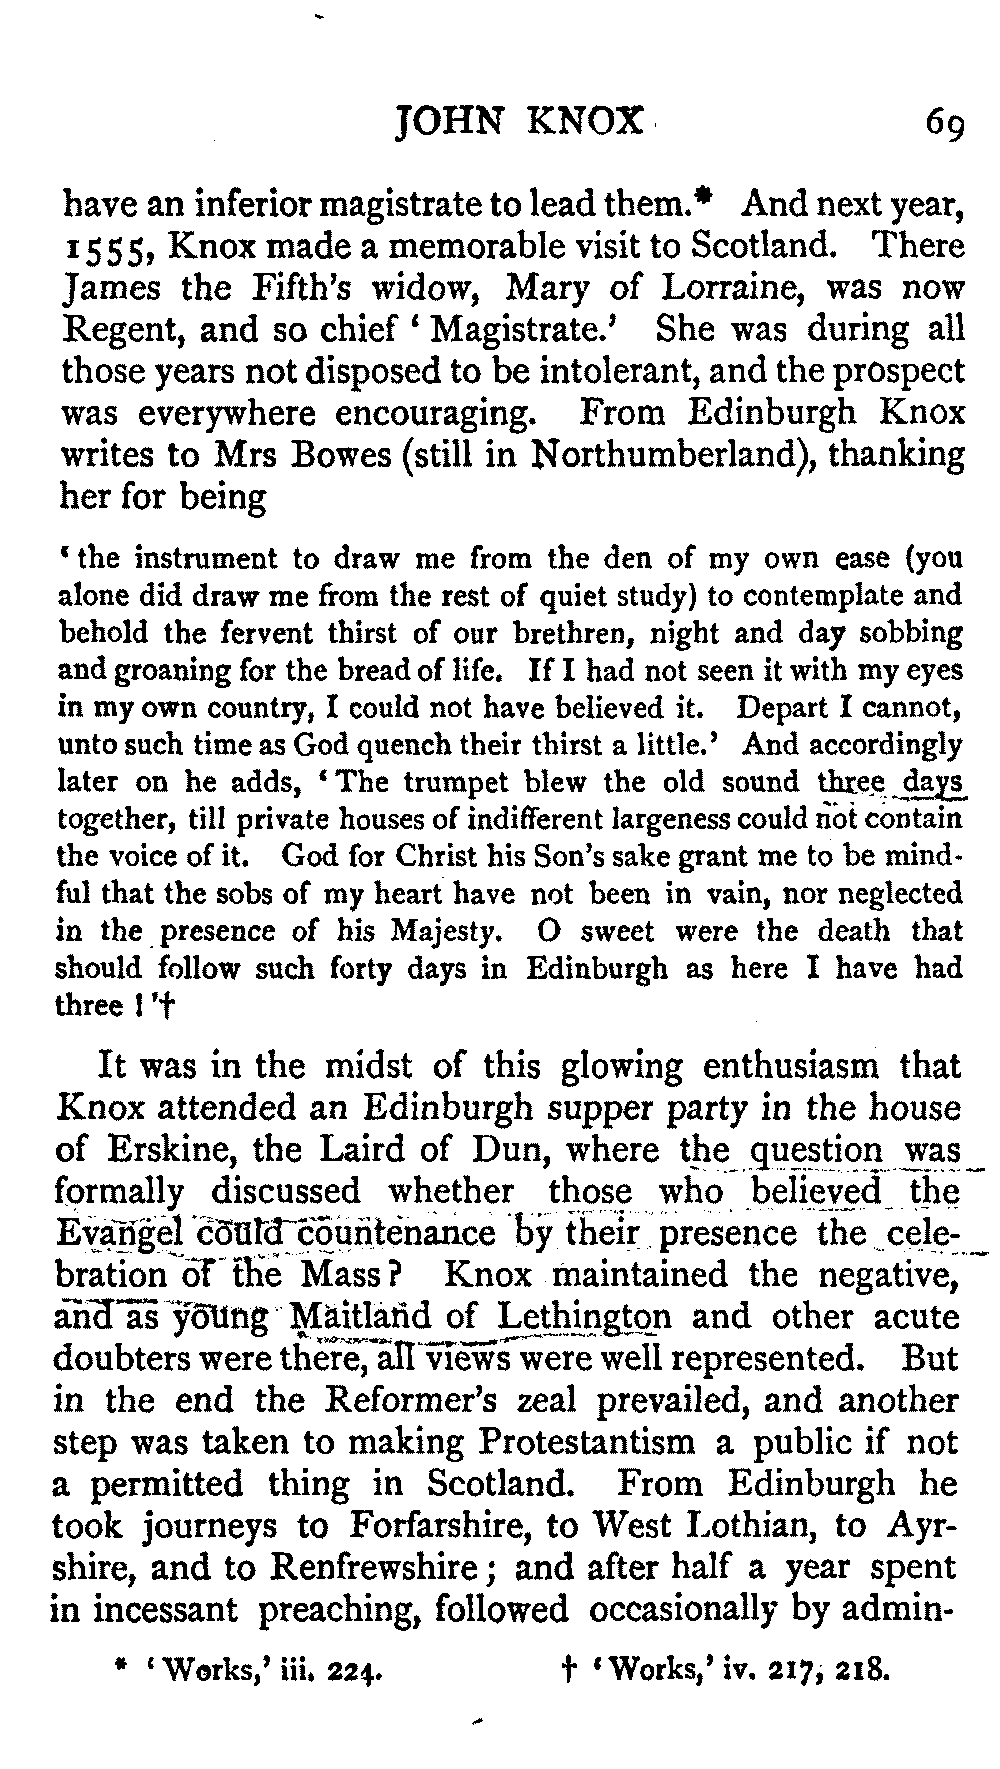 JOHN KNOX 69
have an inferior magistrate to lead them.* And next year,
1555, Knox made a memorable visit to Scotland. There
James the Fifth's widow, Mary of Lorraine, was now
Regent, and so chief ‘ Magistrate.’ She was during all
those years not disposed to be intolerant, and the prospect
was everywhere encouraging. From Edinburgh Knox
writes to Mrs Bowes (still in Northumberland), thanking
her for being
‘ the instrument to draw me from the den of my own ease (you
alone did draw me from the rest of quiet study) to contemplate and
behold the fervent thirst of our brethren, night and day sobbing
and groaning for the bread of life. If I had not seen it with my eyes
in my own country, I could not have believed it. Depart I cannot,
unto such time as God quench their thirst a little.’ And accordingly
later on he adds, ‘ The trumpet blew the old sound three days
together, till private houses of indifferent largeness could not contain
the voice of it. God for Christ his Son's sake grant me to be mind-
ful that the sobs of my heart have not been in vain, nor neglected
in the presence of his Majesty. O sweet were the death that
should follow such forty days in Edinburgh as here I have had
three ! ’†
It was in the midst of this glowing enthusiasm that
Knox attended an Edinburgh supper party in the house
of Erskine, the Laird of Dun, where the question was
formally discussed whether those who believed the
Evangel could countenance by their presence the cele-
bration of the Mass ? Knox maintained the negative,
and as young Maitland of Lethington and other acute
doubters were there, all views were well represented. But
in the end the Reformer's zeal prevailed, and another
step was taken to making Protestantism a public if not
a permitted thing in Scotland. From Edinburgh he
took journeys to Forfarshire, to West Lothian, to Ayr-
shire, and to Renfrewshire ; and after half a year spent
in incessant preaching, followed occasionally by admin-
* ‘ Works,’ iii. 224. † ‘ Works,’ iv. 217, 218.